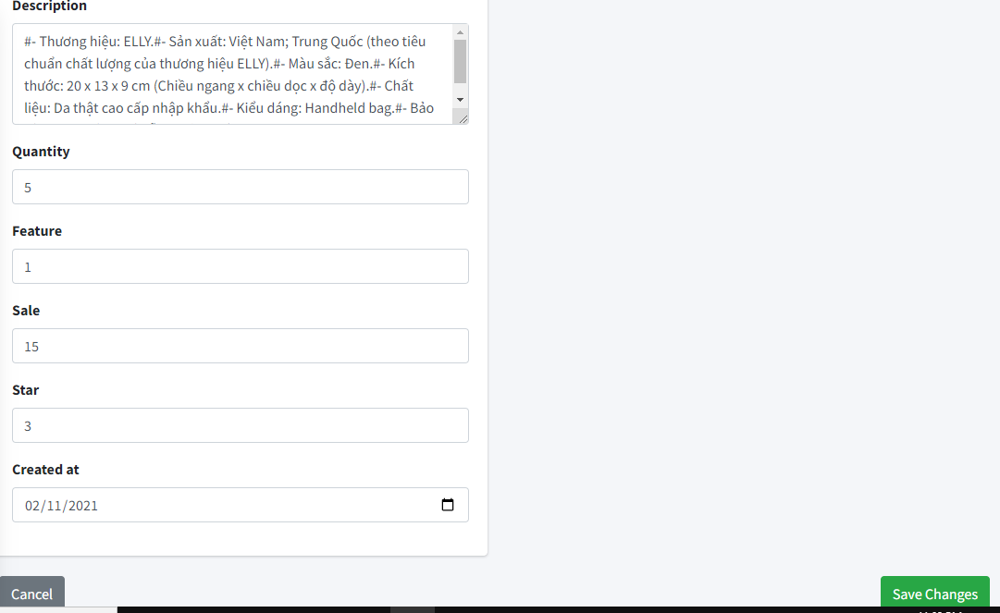 Description
#- Thương hiệu: ELLY.#- Sản xuất: Việt Nam; Trung Quốc (theo tiêu
chuẩn chất lượng của thương hiệu ELLY).#- Màu sắc: Đen.#- Kích
thước: 20 x 13 x 9 cm (Chiều ngang x chiều dọc x độ dày).#- Chất
liệu: Da thật cao cấp nhập khẩu.#- Kiểu dáng: Handheld bag.#- Bảo
Quantity
5
Feature
1
Sale
15
Star
3
Created at
02/11/2021
Cancel
Save Changes